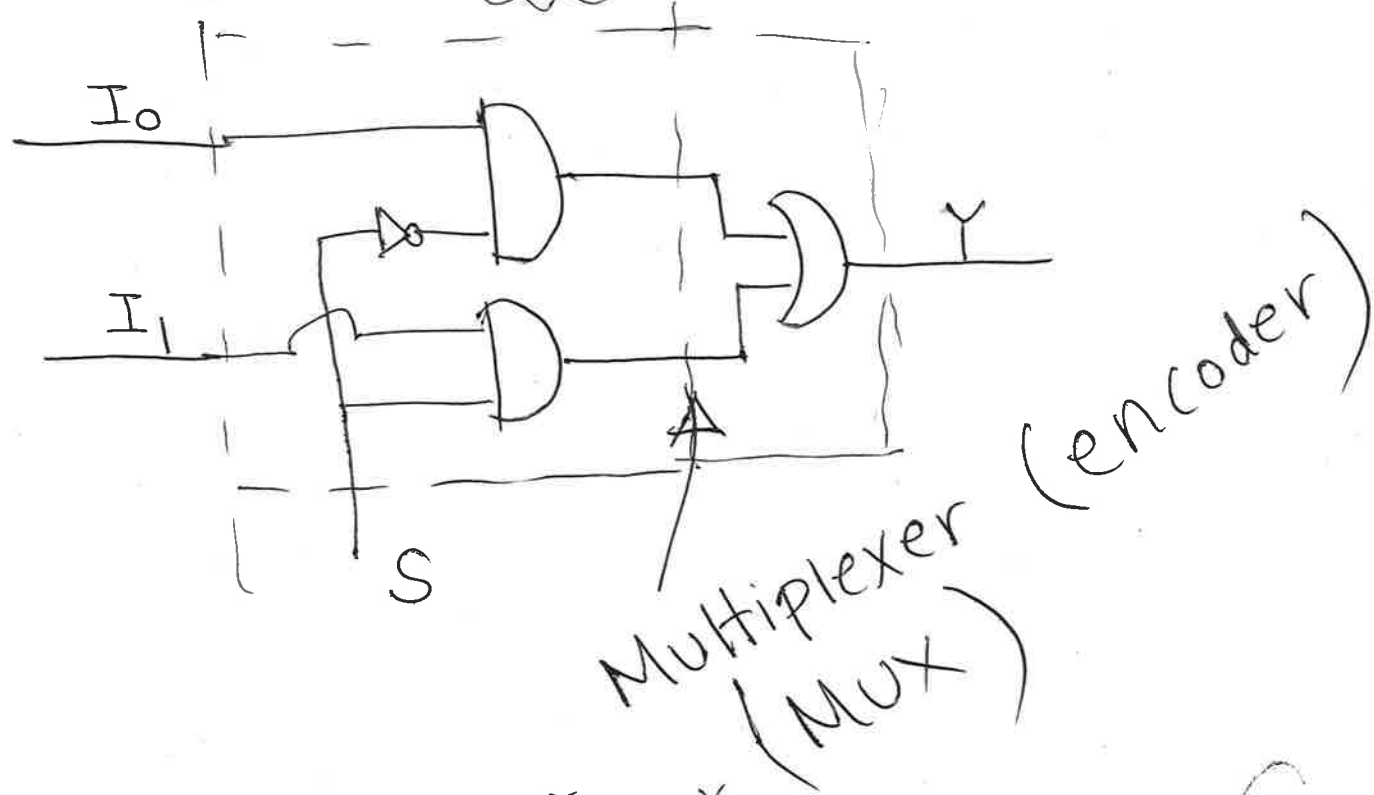 I₀
I₁
Y
S
Multiplexer (encoder)
(MUX)